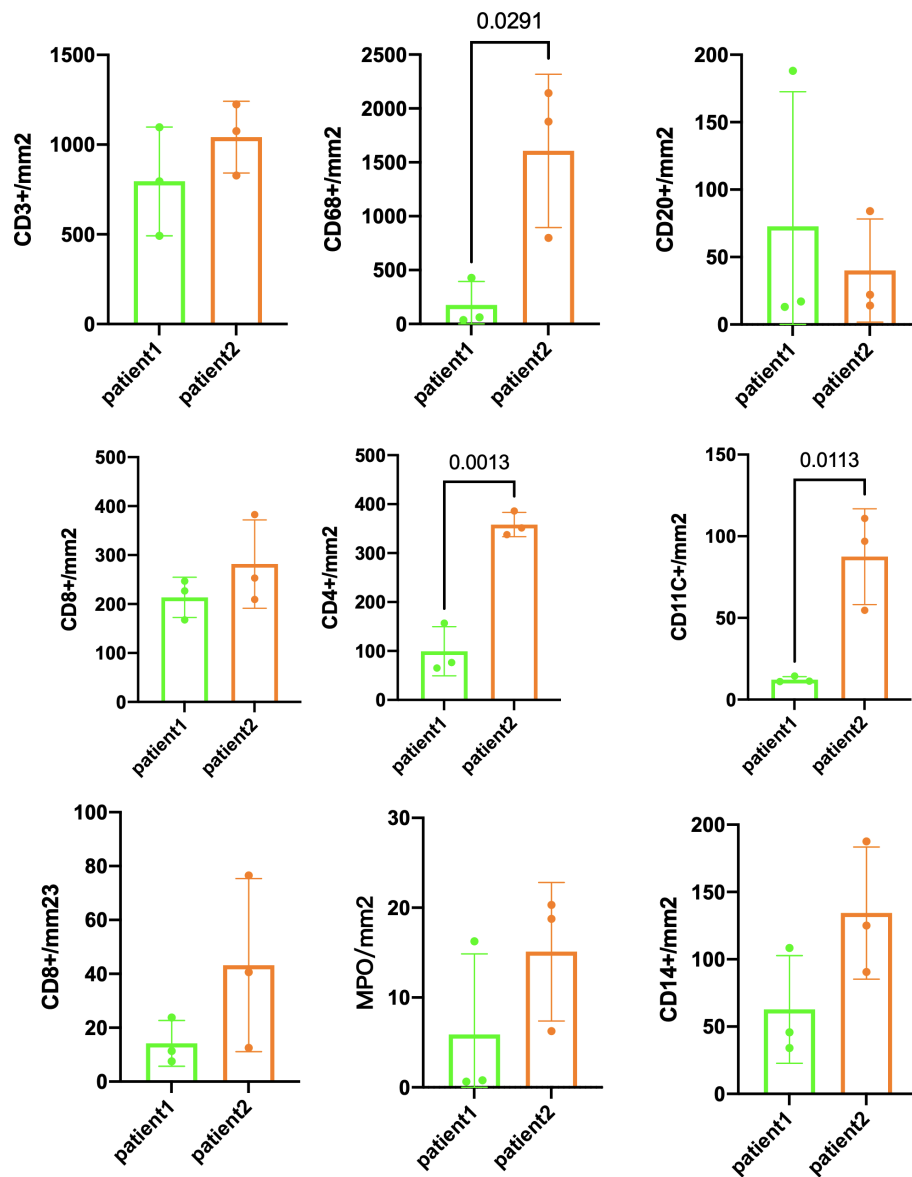 0.0291
1500
1000
500
0
CD3+/mm2
patient1
patient2
2500
2000
1500
1000
500
0
CD68+/mm2
patient1
patient2
200
150
100
50
0
CD20+/mm2
patient1
patient2
500
400
300
200
100
0
CD8+/mm2
patient1
patient2
0.0013
500
400
300
200
100
0
CD4+/mm2
patient1
patient2
0.0113
150
100
50
0
CD11C+/mm2
patient1
patient2
100
80
60
40
20
0
CD8+/mm23
patient1
patient2
30
20
10
0
MPO/mm2
patient1
patient2
200
150
100
50
0
CD14+/mm2
patient1
patient2